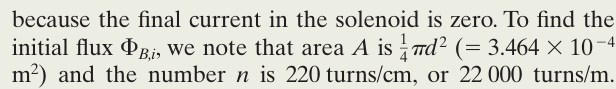 because the final current in the solenoid is zero. To find the
initial flux Φ_{B,i}, we note that area A is ¼πd² (= 3.464 × 10⁻⁴
m²) and the number n is 220 turns/cm, or 22 000 turns/m.